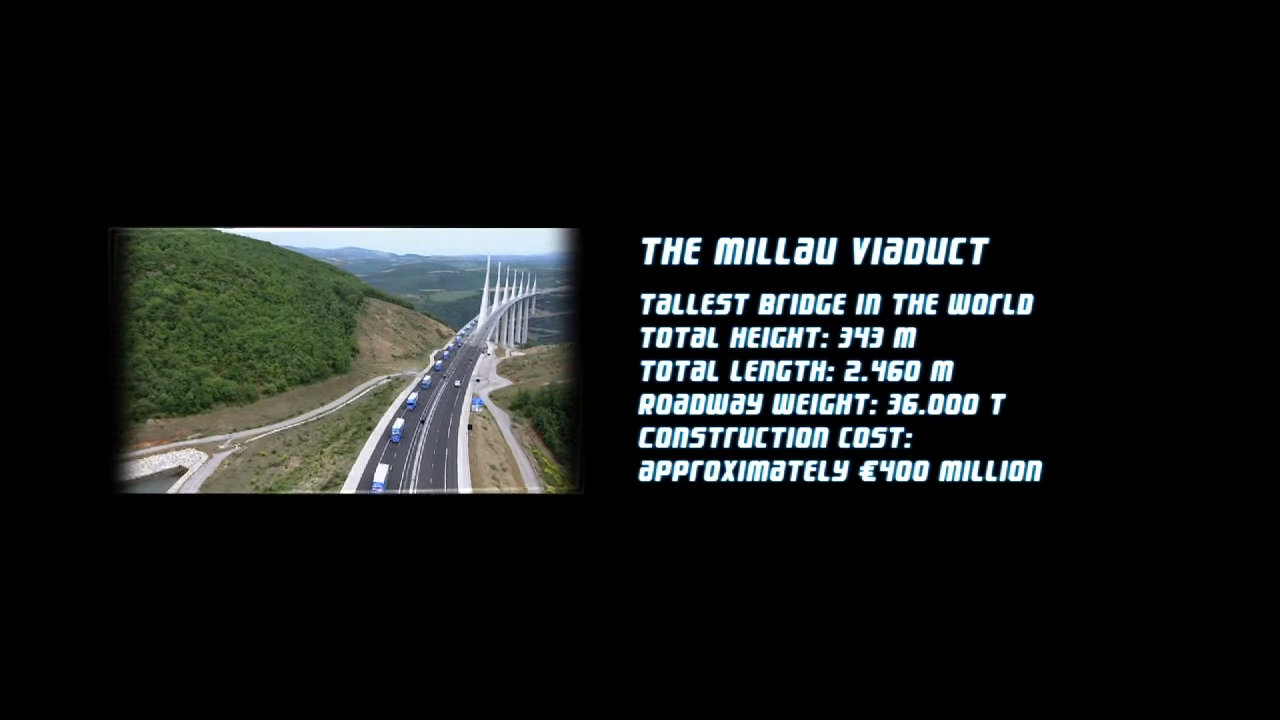 THE MILLAU VIADUCT
TALLEST BRIDGE IN THE WORLD
TOTAL HEIGHT: 343 M
TOTAL LENGTH: 2.460 M
ROADWAY WEIGHT: 36.000 T
CONSTRUCTION COST:
APPROXIMATELY €400 MILLION